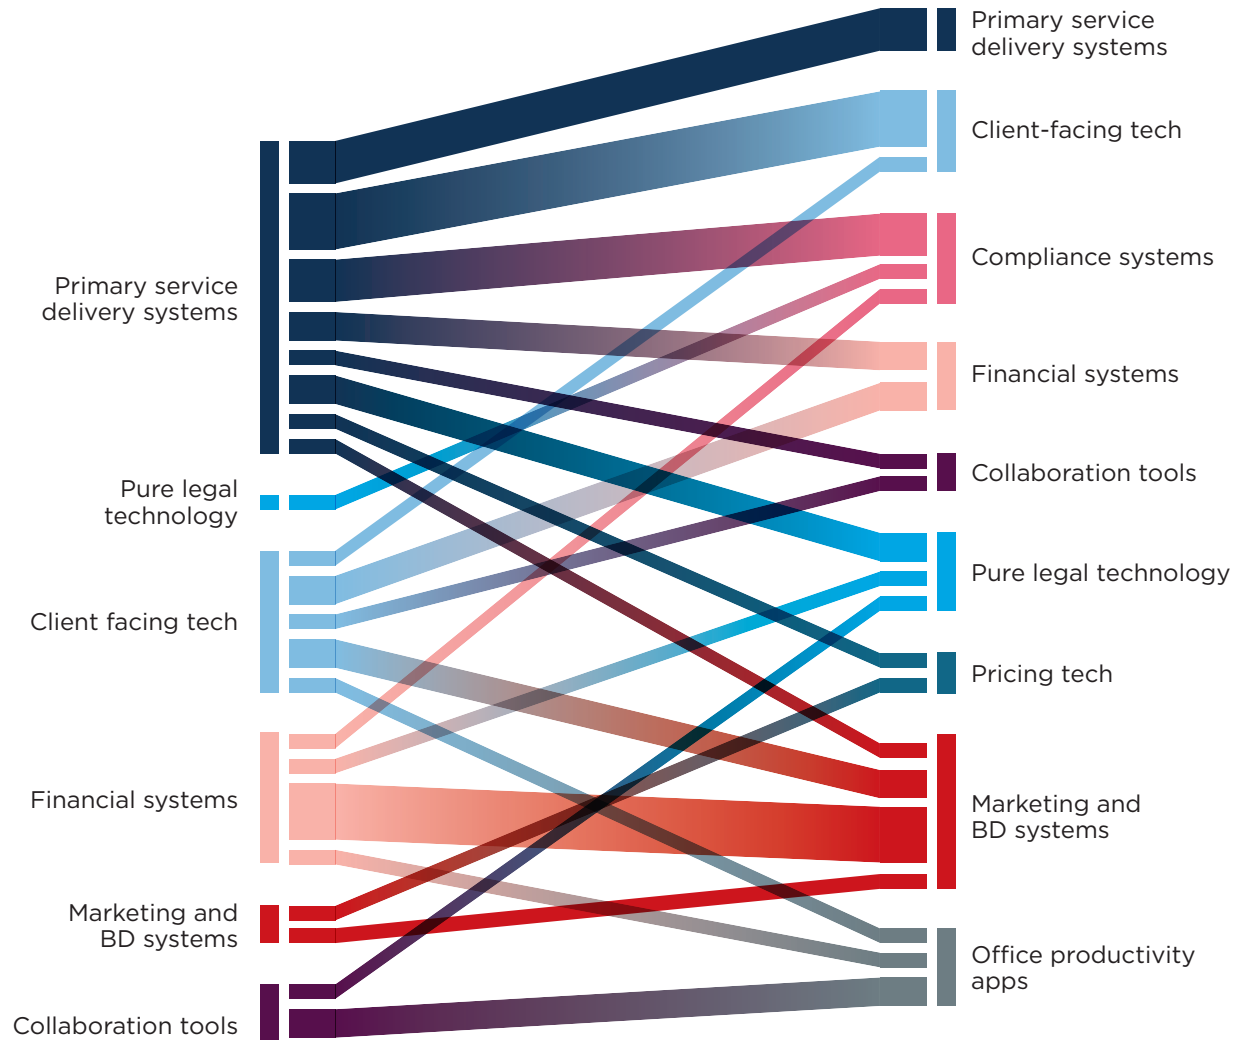 Primary service
delivery systems
Pure legal
technology
Client facing tech
Financial systems
Marketing and
BD systems
Collaboration tools
Primary service
delivery systems
Client-facing tech
Compliance systems
Financial systems
Collaboration tools
Pure legal technology
Pricing tech
Marketing and
BD systems
Office productivity
apps